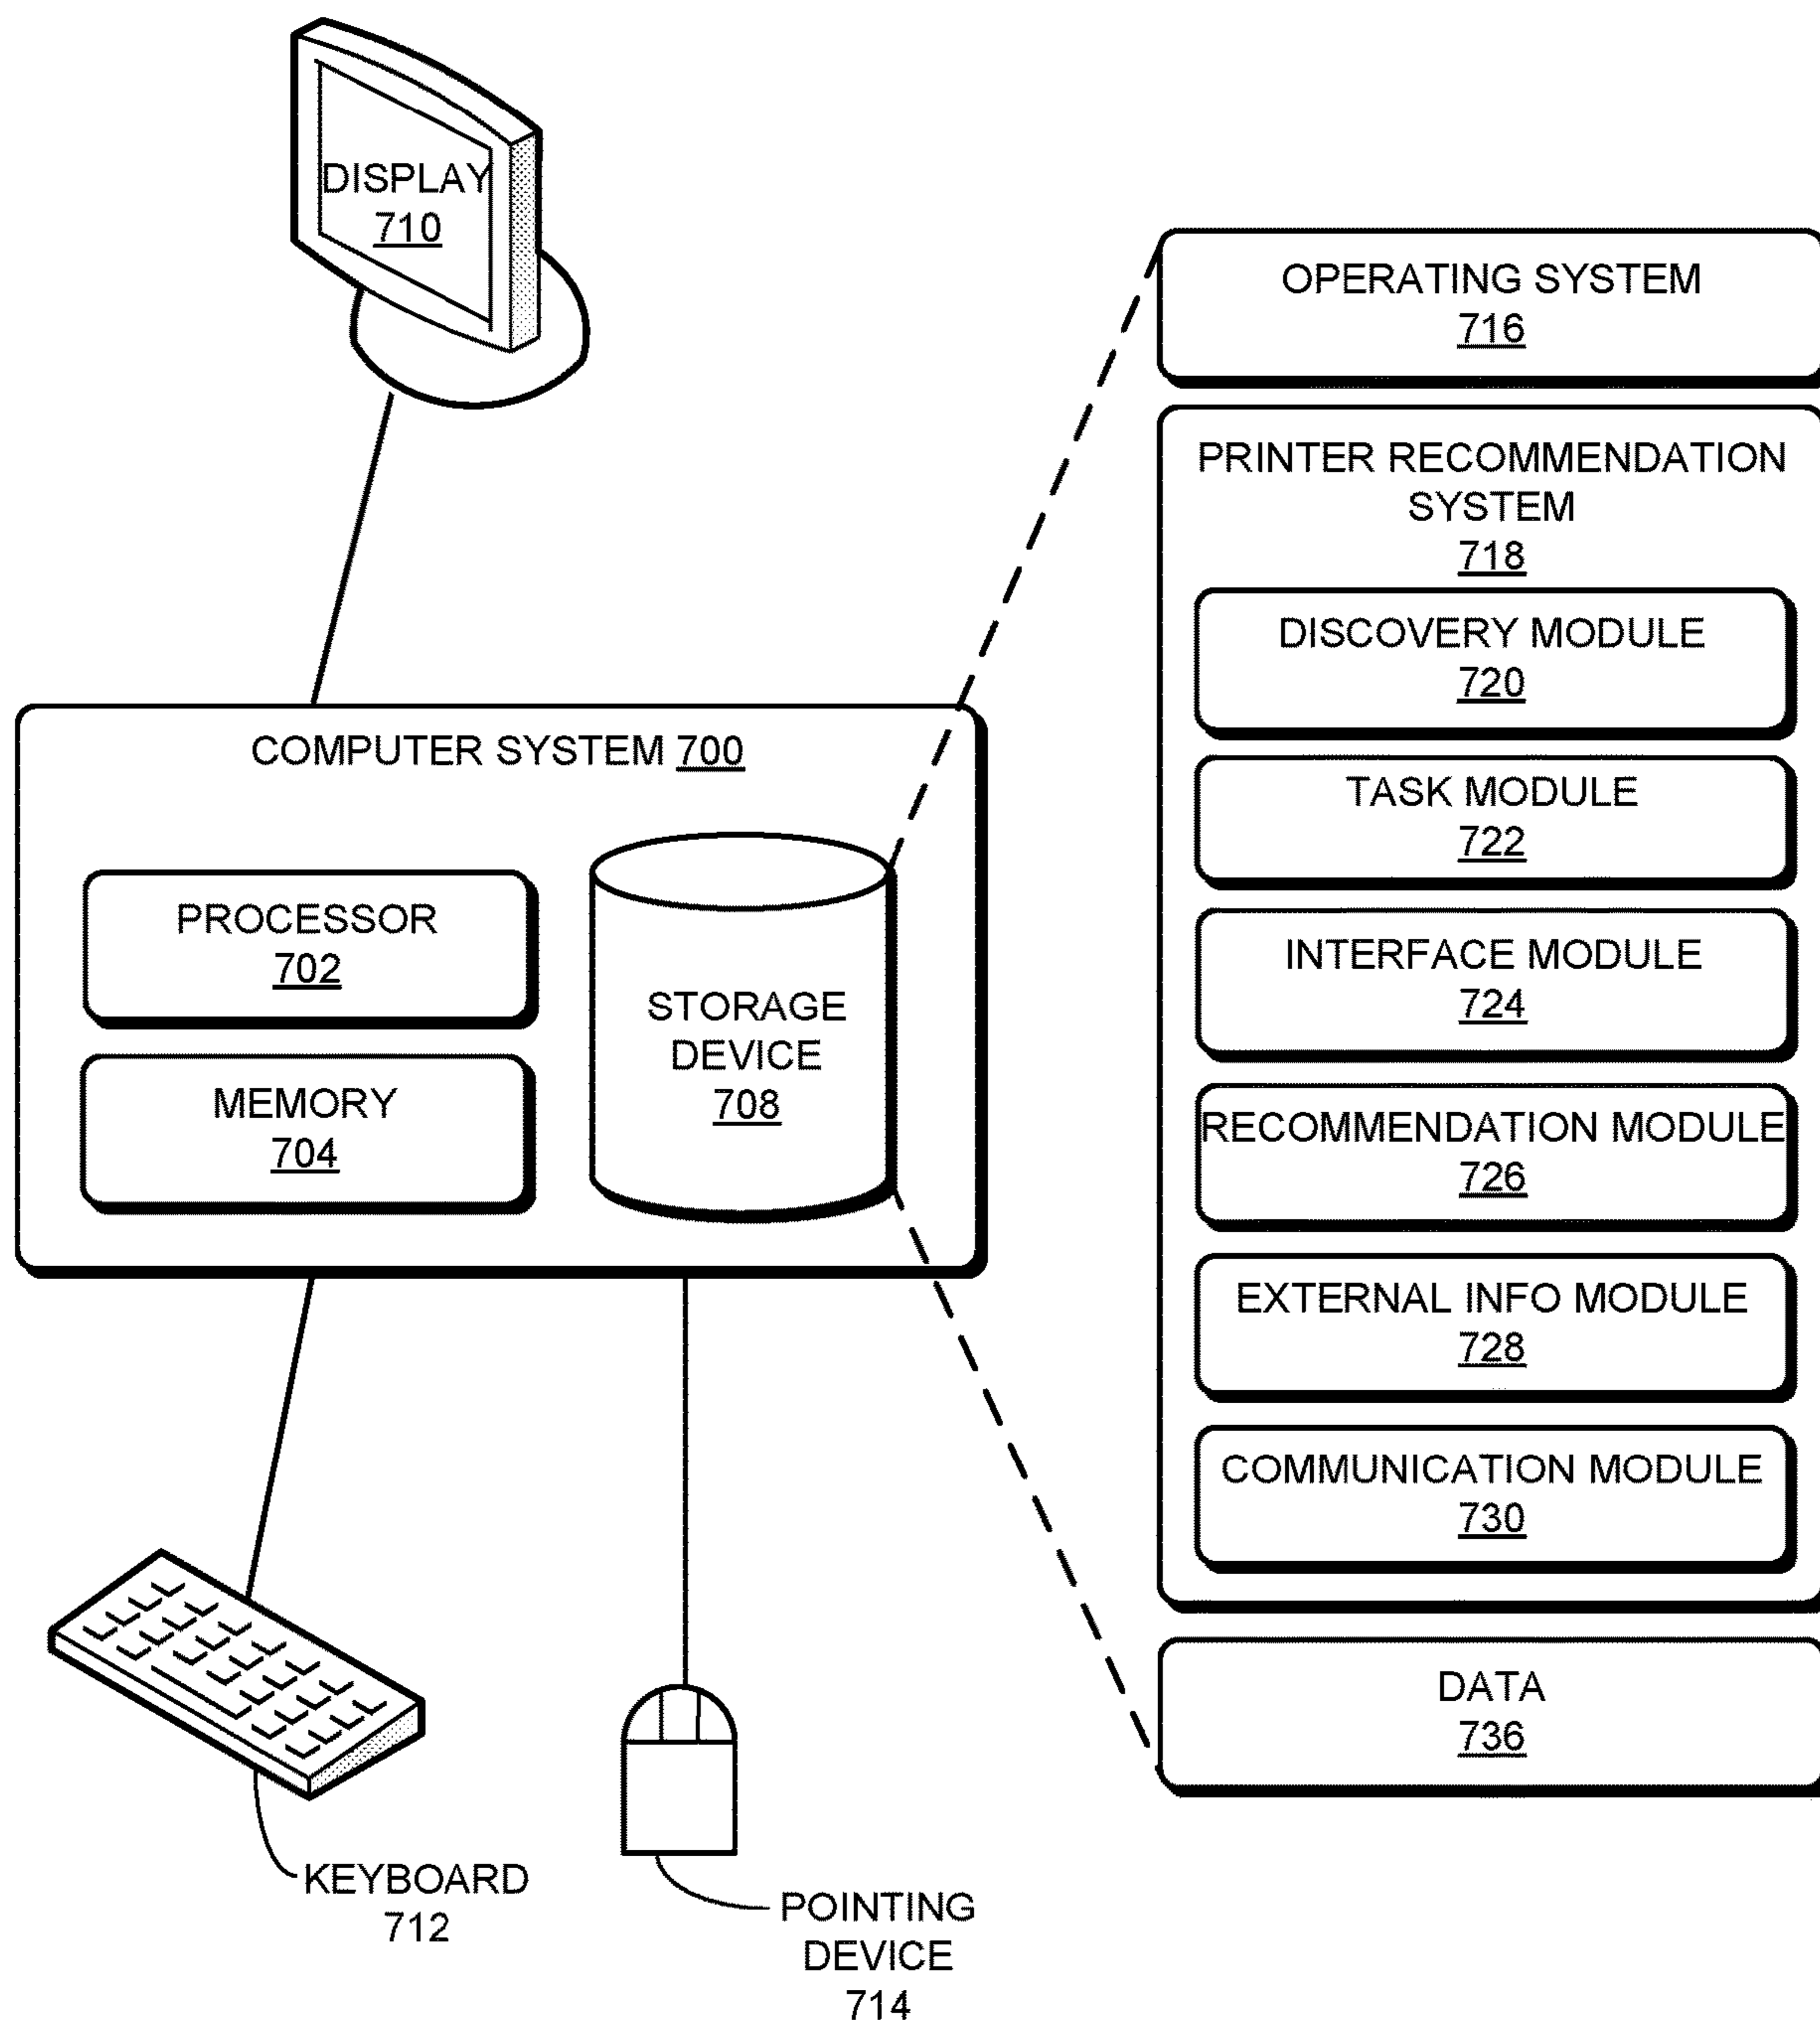 DISPLAY
710
COMPUTER SYSTEM 700
PROCESSOR
702
MEMORY
704
STORAGE
DEVICE
708
KEYBOARD
712
POINTING
DEVICE
714
OPERATING SYSTEM
716
PRINTER RECOMMENDATION
SYSTEM
718
DISCOVERY MODULE
720
TASK MODULE
722
INTERFACE MODULE
724
RECOMMENDATION MODULE
726
EXTERNAL INFO MODULE
728
COMMUNICATION MODULE
730
DATA
736